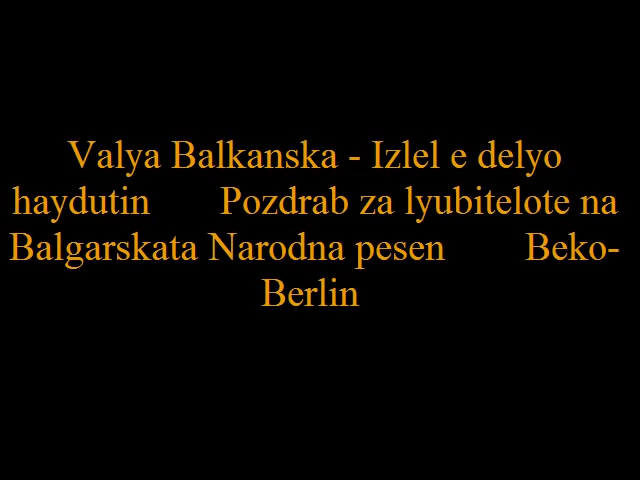 Valya Balkanska - Izlel e delyo
haydutin Pozdrab za lyubitelote na
Balgarskata Narodna pesen Beko-
Berlin